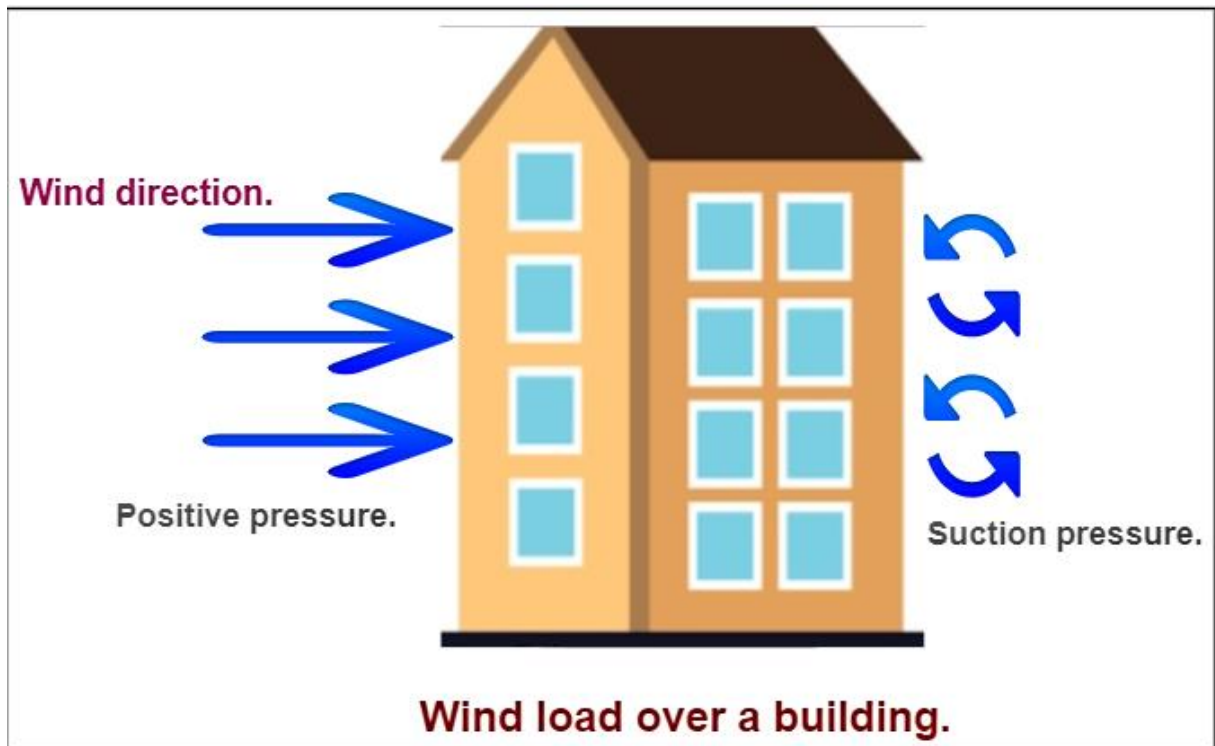 Wind direction.
Positive pressure.
Suction pressure.
Wind load over a building.